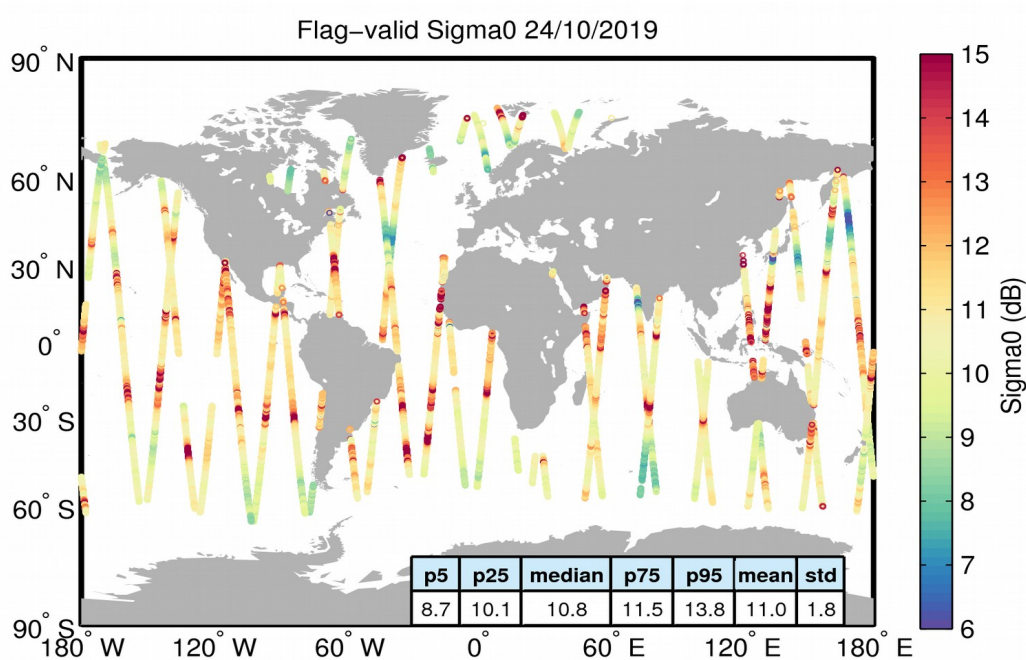 Flag−valid Sigma0 24/10/2019
90° N
60° N
30° N
0°
30° S
60° S
90° S
180° W
120° W
60° W
0°
60° E
120° E
180° E
15
14
13
12
11
10
9
8
7
6
Sigma0 (dB)
p5 p25 median p75 p95 mean std
8.7 10.1 10.8 11.5 13.8 11.0 1.8